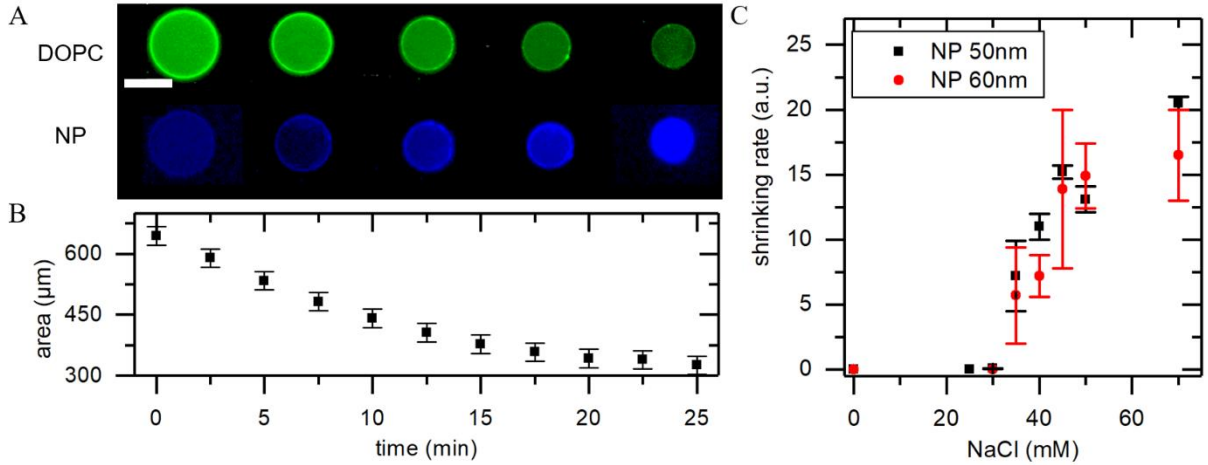 A
DOPC
NP
B
600
450
300
area (µm)
0 5 10 15 20 25
time (min)
C
NP 50nm
NP 60nm
25
20
15
10
5
0
shrinking rate (a.u.)
0 20 40 60
NaCl (mM)